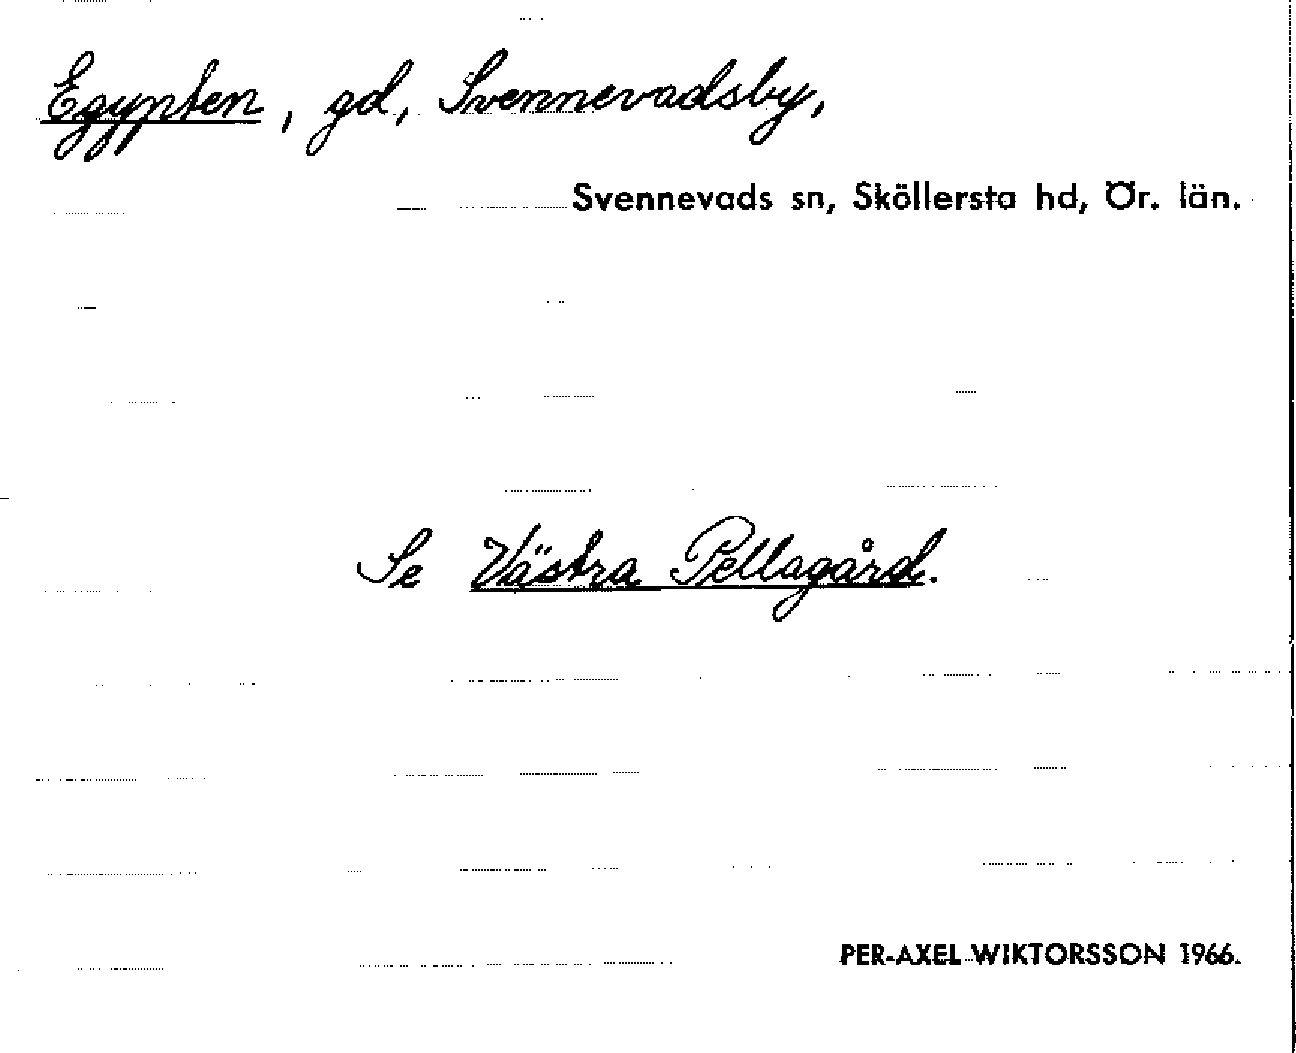 Egypten, gd, Svennevadsby,
Svennevads sn, Sköllersta hd, Ör. län.
Se Västra Pellagård.
PER-AXEL WIKTORSSON 1966.